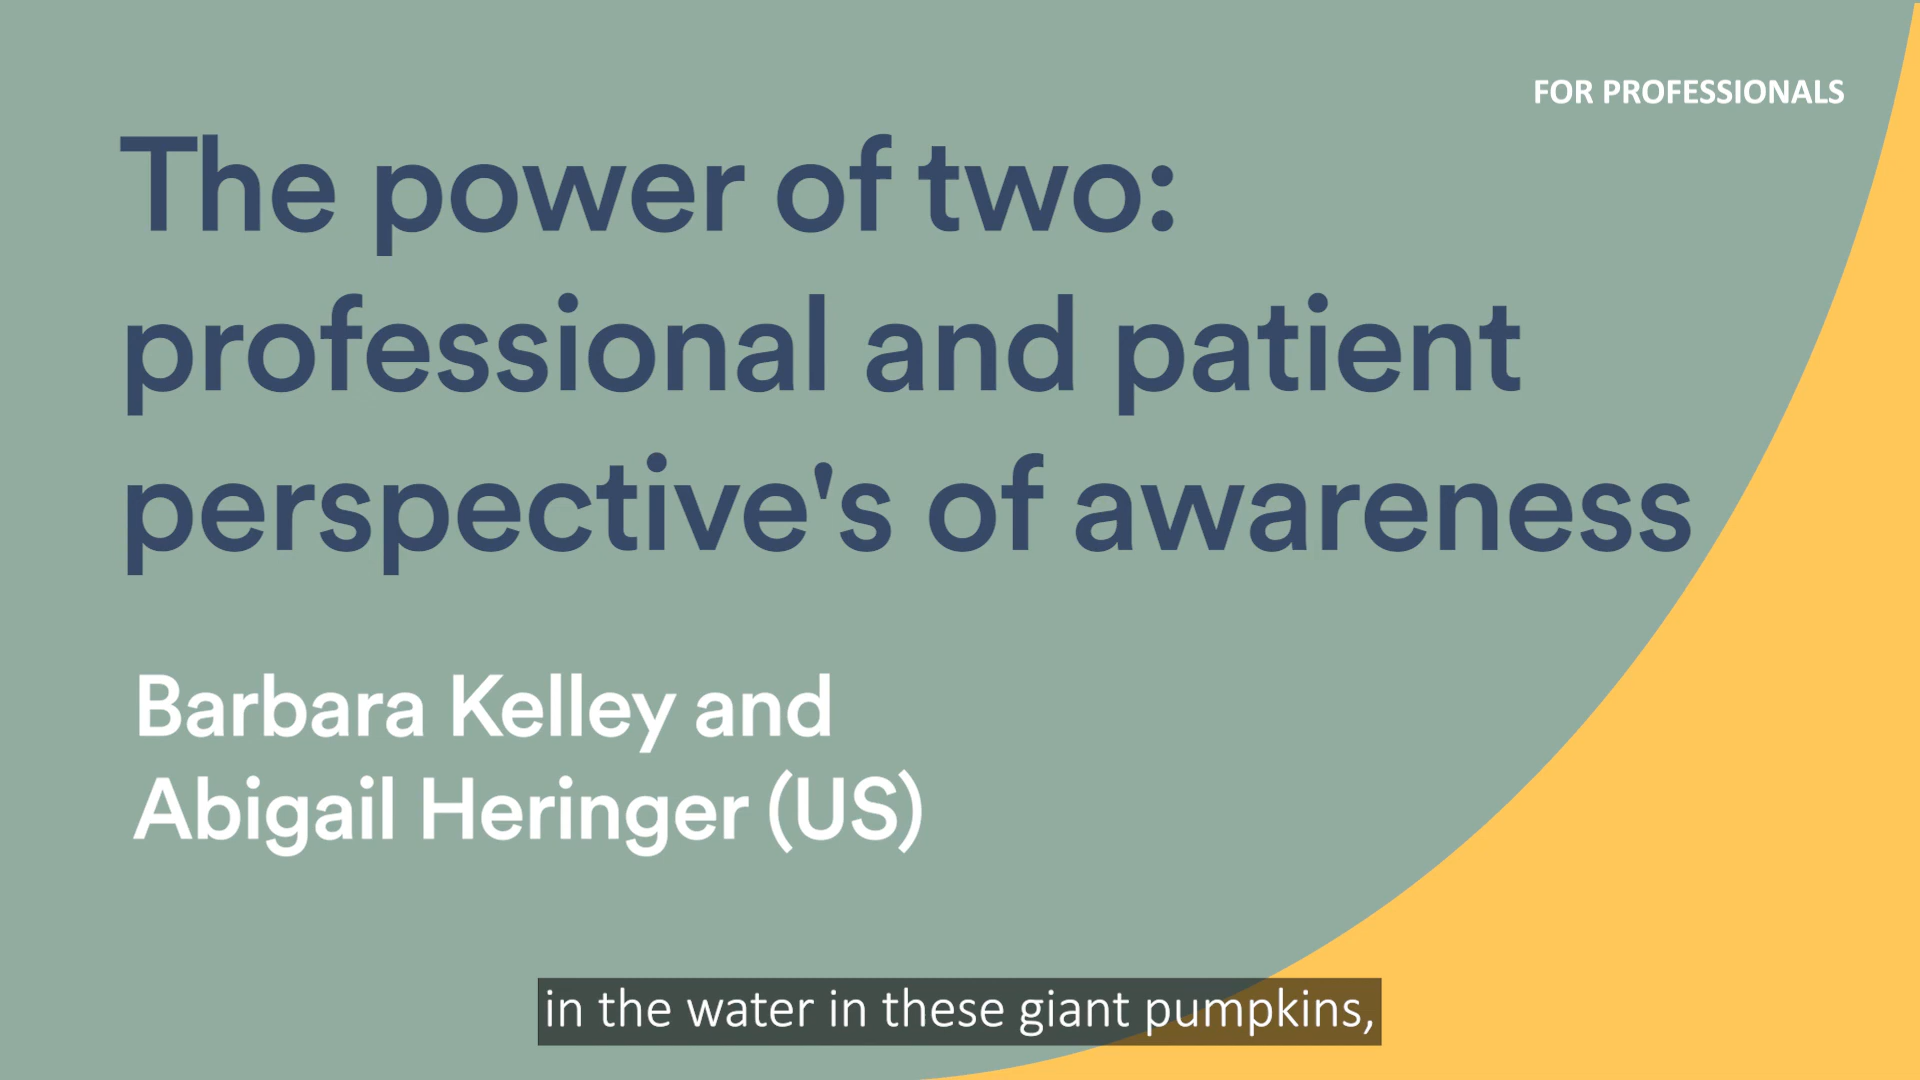 FOR PROFESSIONALS
The power of two:
professional and patient
perspective's of awareness
Barbara Kelley and
Abigail Heringer (US)
in the water in these giant pumpkins,